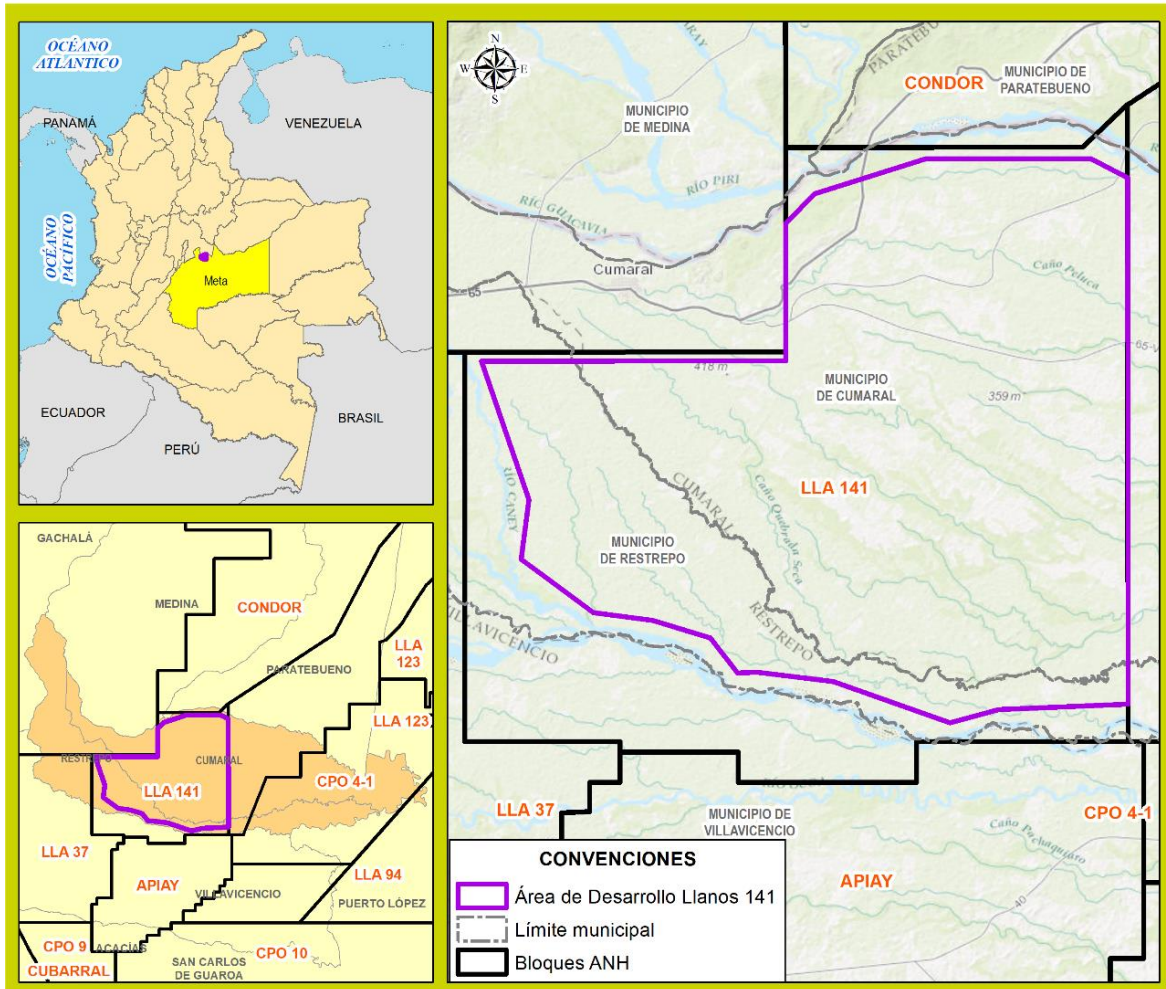 OCÉANO
ATLANTICO
PANAMÁ
VENEZUELA
OCÉANO
PACÍFICO
Meta
ECUADOR
BRASIL
PERÚ
GACHALÁ
MEDINA
CONDOR
LLA
123
PARATEBUENO
LLA 123
RESTREPO
CUMARAL
LLA 141
CPO 4-1
LLA 37
APIAY
LLA 94
VILLAVICENCIO
PUERTO LÓPEZ
CPO 9
ACACÍAS
CUBARRAL
SAN CARLOS
DE GUAROA
CPO 10
N
W
E
S
MUNICIPIO
DE MEDINA
CONDOR
MUNICIPIO DE
PARATEBUENO
RÍO PIRI
RÍO GUACAVIA
Cumaral
65
Caño Peluca
418 m
MUNICIPIO
DE CUMARAL
359 m
LLA 141
RÍO CANEY
CUMARAL
Caño Quebrada Seca
MUNICIPIO
DE RESTREPO
RESTREPO
VILLAVICENCIO
LLA 37
MUNICIPIO DE
VILLAVICENCIO
CPO 4-1
APIAY
40
CONVENCIONES
Área de Desarrollo Llanos 141
Límite municipal
Bloques ANH